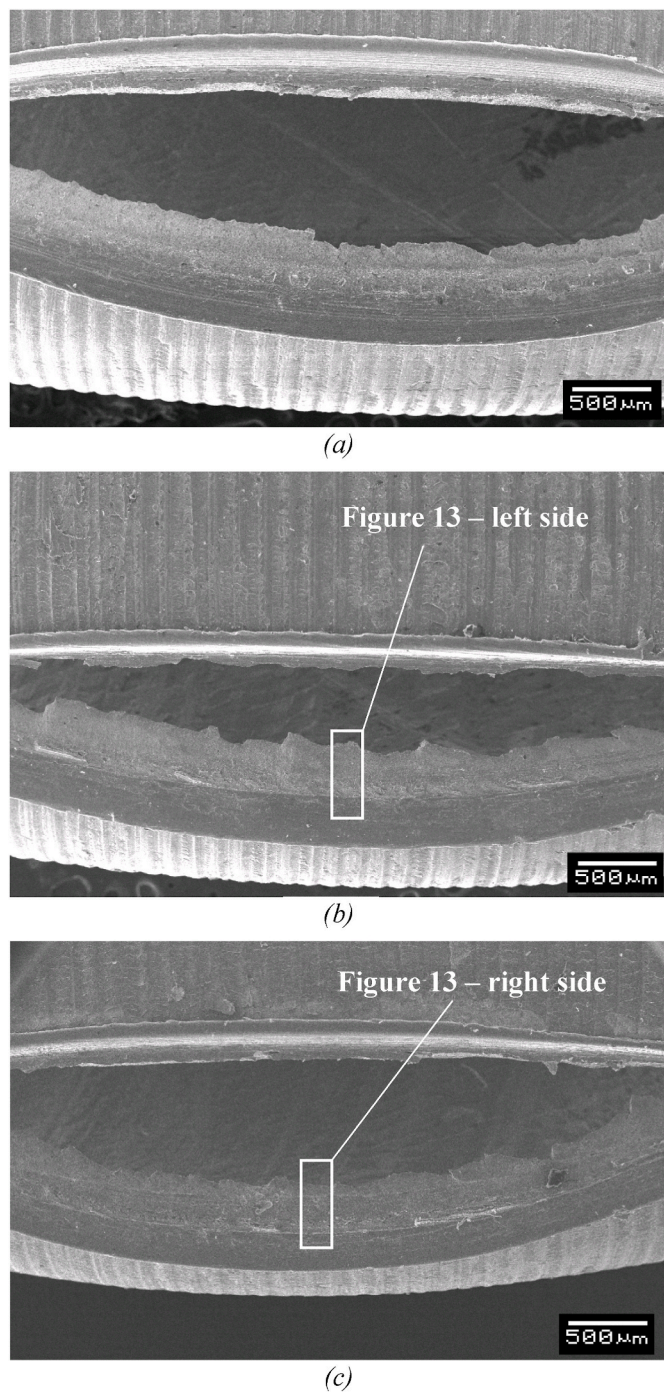 500μm
(a)
Figure 13 – left side
500μm
(b)
Figure 13 – right side
500μm
(c)